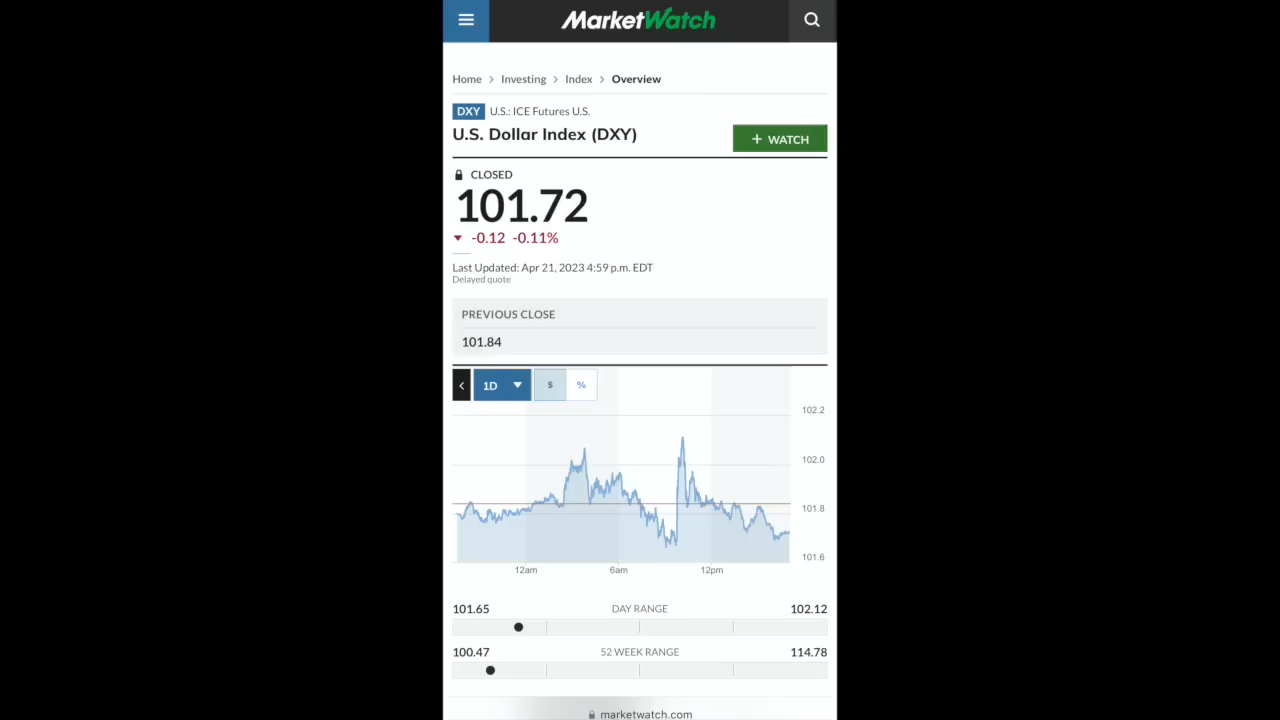 MarketWatch
Home > Investing > Index > Overview
DXY U.S.: ICE Futures U.S.
U.S. Dollar Index (DXY)
+ WATCH
CLOSED
101.72
-0.12 -0.11%
Last Updated: Apr 21, 2023 4:59 p.m. EDT
Delayed quote
PREVIOUS CLOSE
101.84
1D $ %
102.2
102.0
101.8
101.6
12am 6am 12pm
101.65 DAY RANGE 102.12
100.47 52 WEEK RANGE 114.78
marketwatch.com